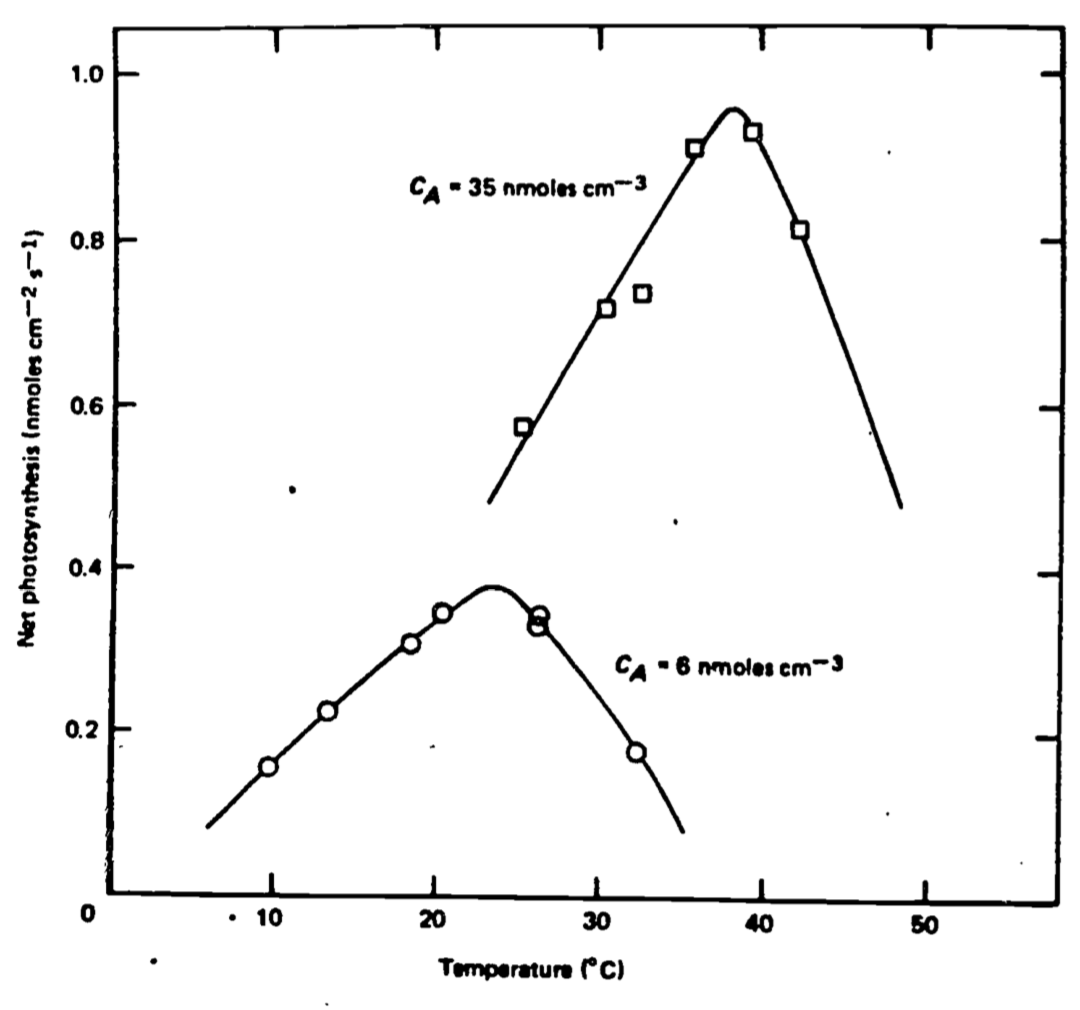 1.0
C_A = 35 nmoles cm⁻³
0.8
Net photosynthesis (nmoles cm⁻² s⁻¹)
0.6
0.4
C_A = 6 nmoles cm⁻³
0.2
0
10
20
30
40
50
Temperature (°C)